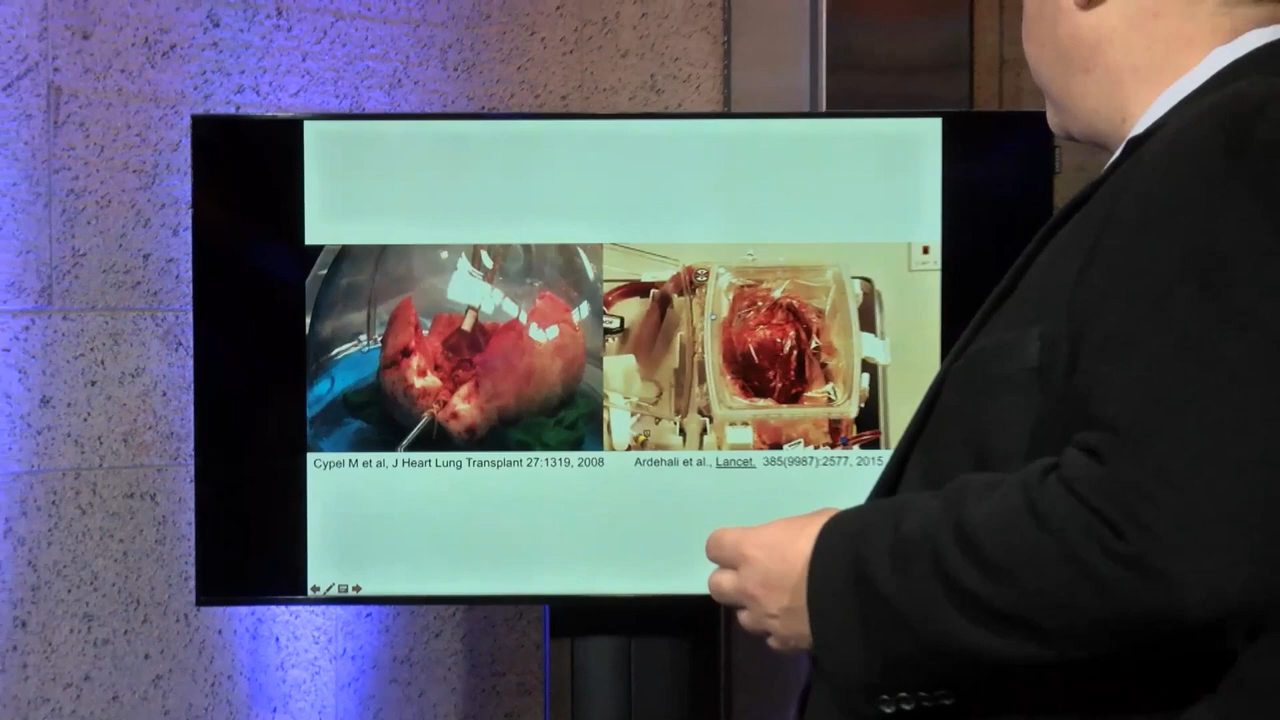 Cypel M et al, J Heart Lung Transplant 27:1319, 2008
Ardehali et al., Lancet. 385(9987):2577, 2015